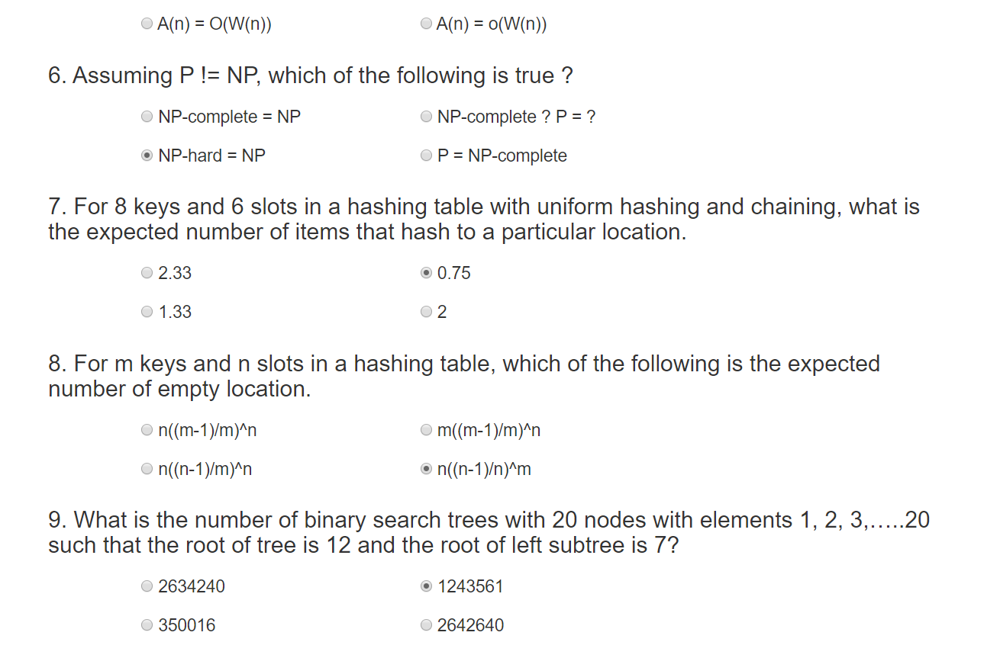 A(n) = O(W(n)) A(n) = o(W(n))
6. Assuming P != NP, which of the following is true ?
NP-complete = NP NP-complete ? P = ?
NP-hard = NP P = NP-complete
7. For 8 keys and 6 slots in a hashing table with uniform hashing and chaining, what is
the expected number of items that hash to a particular location.
2.33 0.75
1.33 2
8. For m keys and n slots in a hashing table, which of the following is the expected
number of empty location.
n((m-1)/m)^n m((m-1)/m)^n
n((n-1)/m)^n n((n-1)/n)^m
9. What is the number of binary search trees with 20 nodes with elements 1, 2, 3,…..20
such that the root of tree is 12 and the root of left subtree is 7?
2634240 1243561
350016 2642640